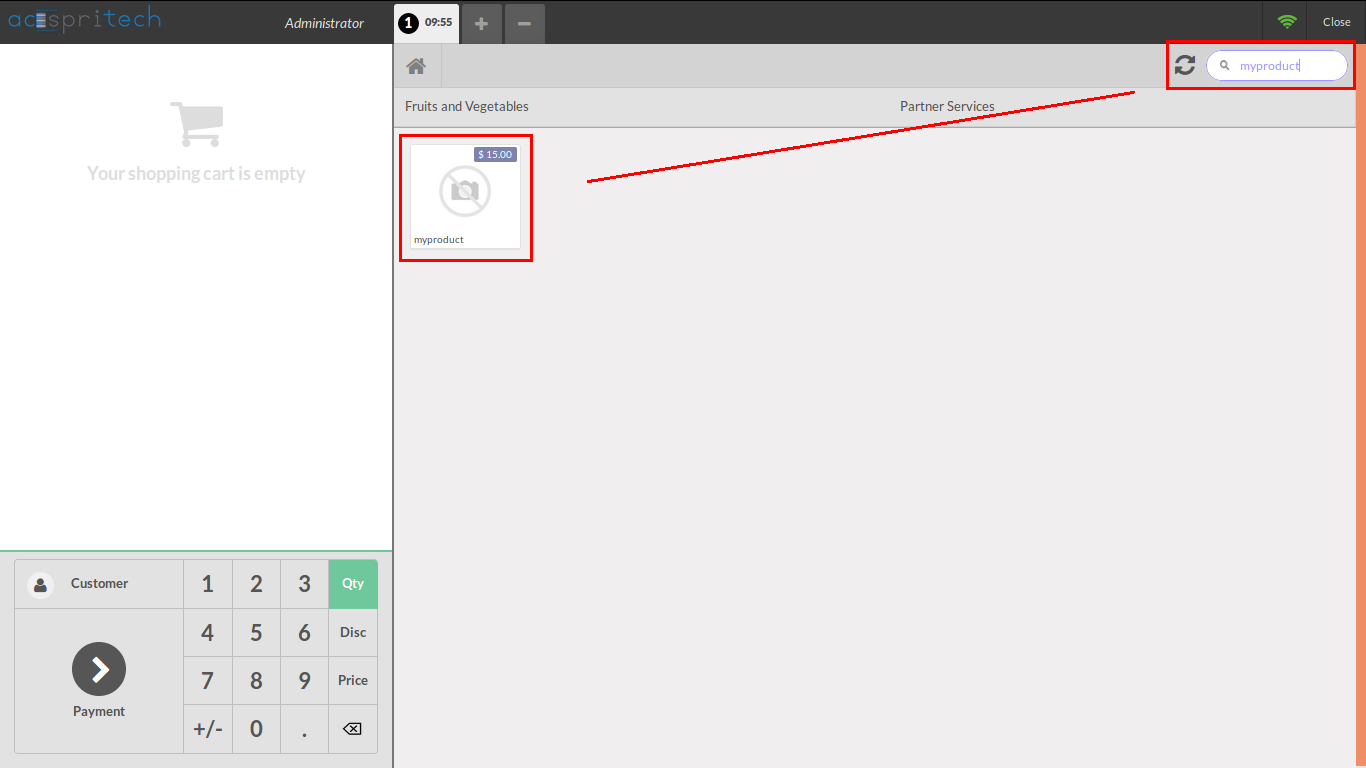 acespritech
Administrator
1 09:55
Close
myproduct
Fruits and Vegetables
Partner Services
Your shopping cart is empty
$ 15.00
myproduct
Customer
1 2 3 Qty
4 5 6 Disc
7 8 9 Price
Payment
+/- 0 .